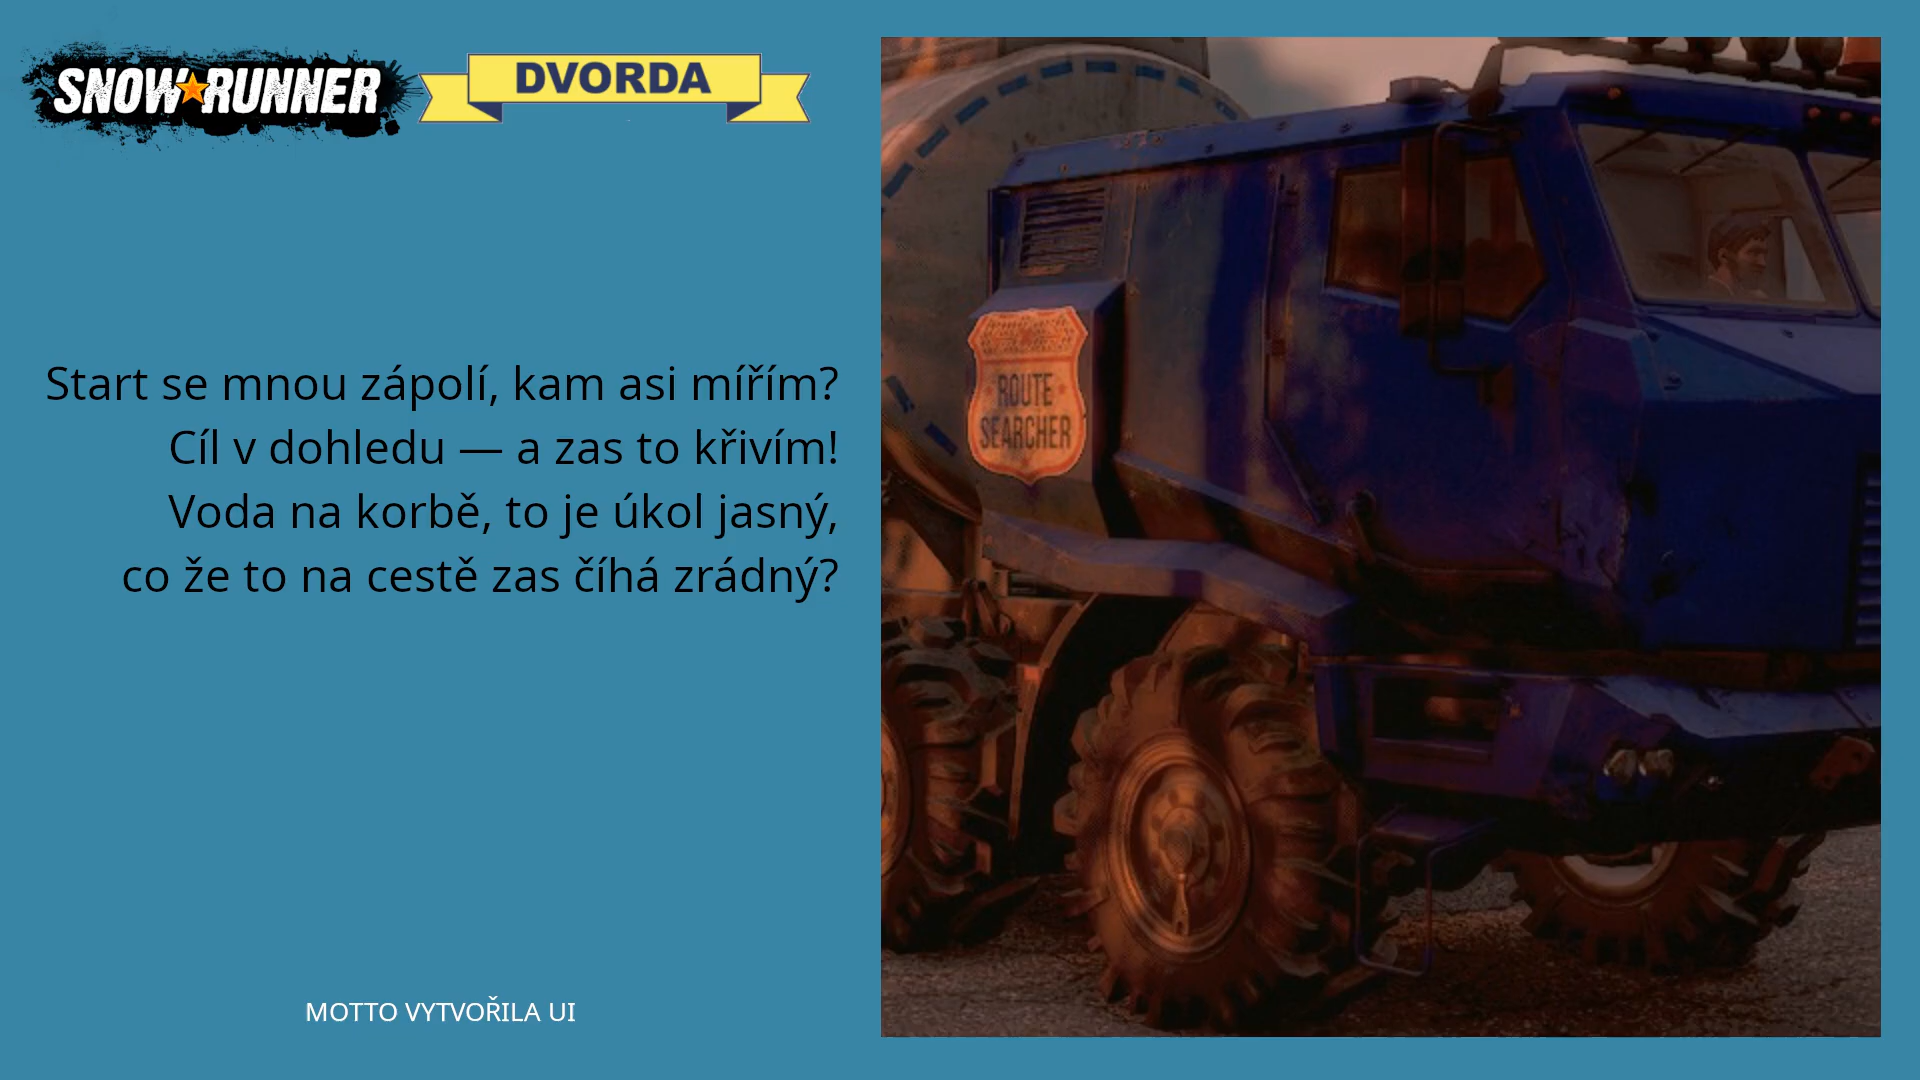 SNOWRUNNER
DVORDA
Start se mnou zápolí, kam asi mířím?
Cíl v dohledu — a zas to křivím!
Voda na korbě, to je úkol jasný,
co že to na cestě zas číhá zrádný?
MOTTO VYTVOŘILA UI
ROUTE
SEARCHER